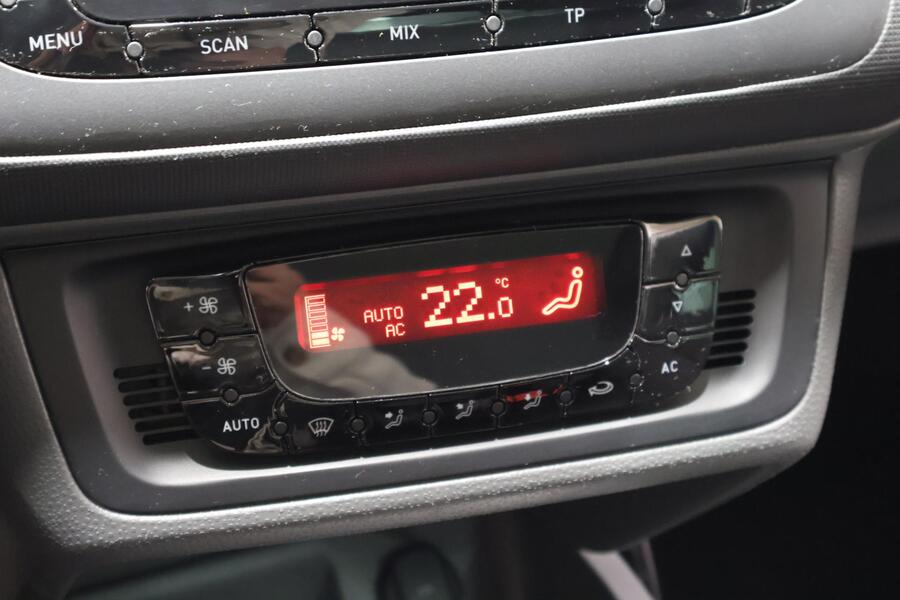 MENU SCAN MIX TP
AUTO 22.0 °C
AC
+
-
AUTO
AC